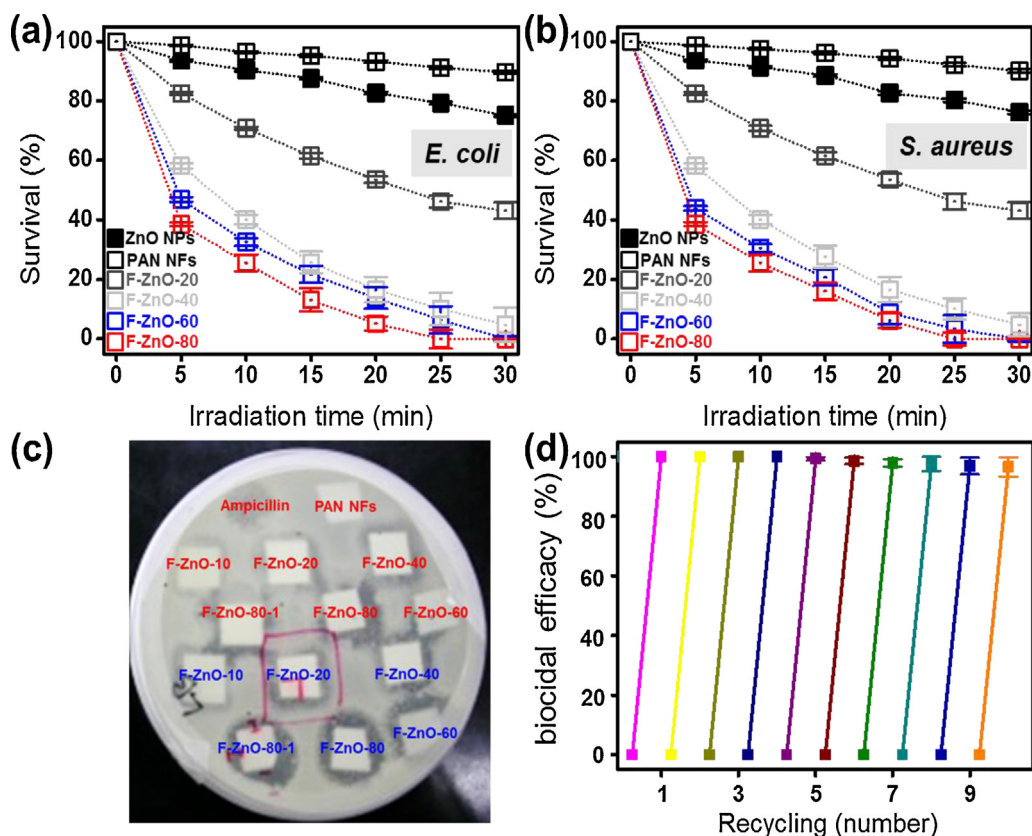 (a)
Survival (%)
100
80
60
40
20
0
E. coli
ZnO NPs
PAN NFs
F-ZnO-20
F-ZnO-40
F-ZnO-60
F-ZnO-80
0 5 10 15 20 25 30
Irradiation time (min)
(b)
Survival (%)
100
80
60
40
20
0
S. aureus
ZnO NPs
PAN NFs
F-ZnO-20
F-ZnO-40
F-ZnO-60
F-ZnO-80
0 5 10 15 20 25 30
Irradiation time (min)
(c)
Ampicillin PAN NFs
F-ZnO-10 F-ZnO-20 F-ZnO-40
F-ZnO-80-1 F-ZnO-80 F-ZnO-60
F-ZnO-10 F-ZnO-20 F-ZnO-40
F-ZnO-80-1 F-ZnO-80 F-ZnO-60
(d)
biocidal efficacy (%)
100
80
60
40
20
0
1 3 5 7 9
Recycling (number)